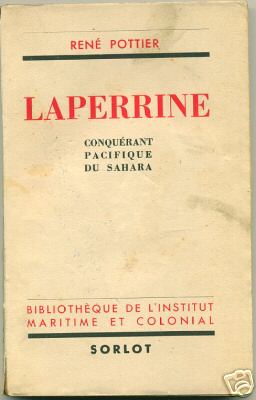 RENÉ POTTIER
LAPERRINE
CONQUÉRANT
PACIFIQUE
DU SAHARA
BIBLIOTHÈQUE DE L'INSTITUT
MARITIME ET COLONIAL
SORLOT